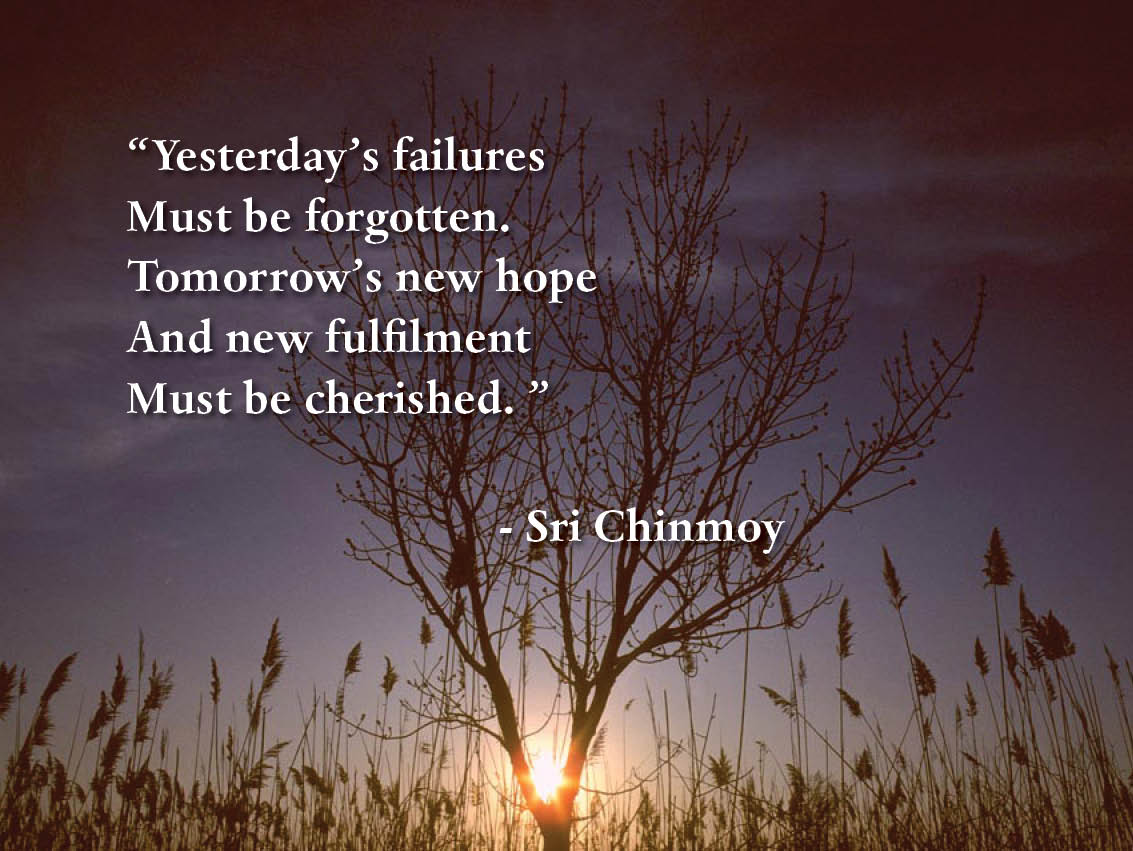 “Yesterday’s failures
Must be forgotten.
Tomorrow’s new hope
And new fulfilment
Must be cherished. ”
- Sri Chinmoy